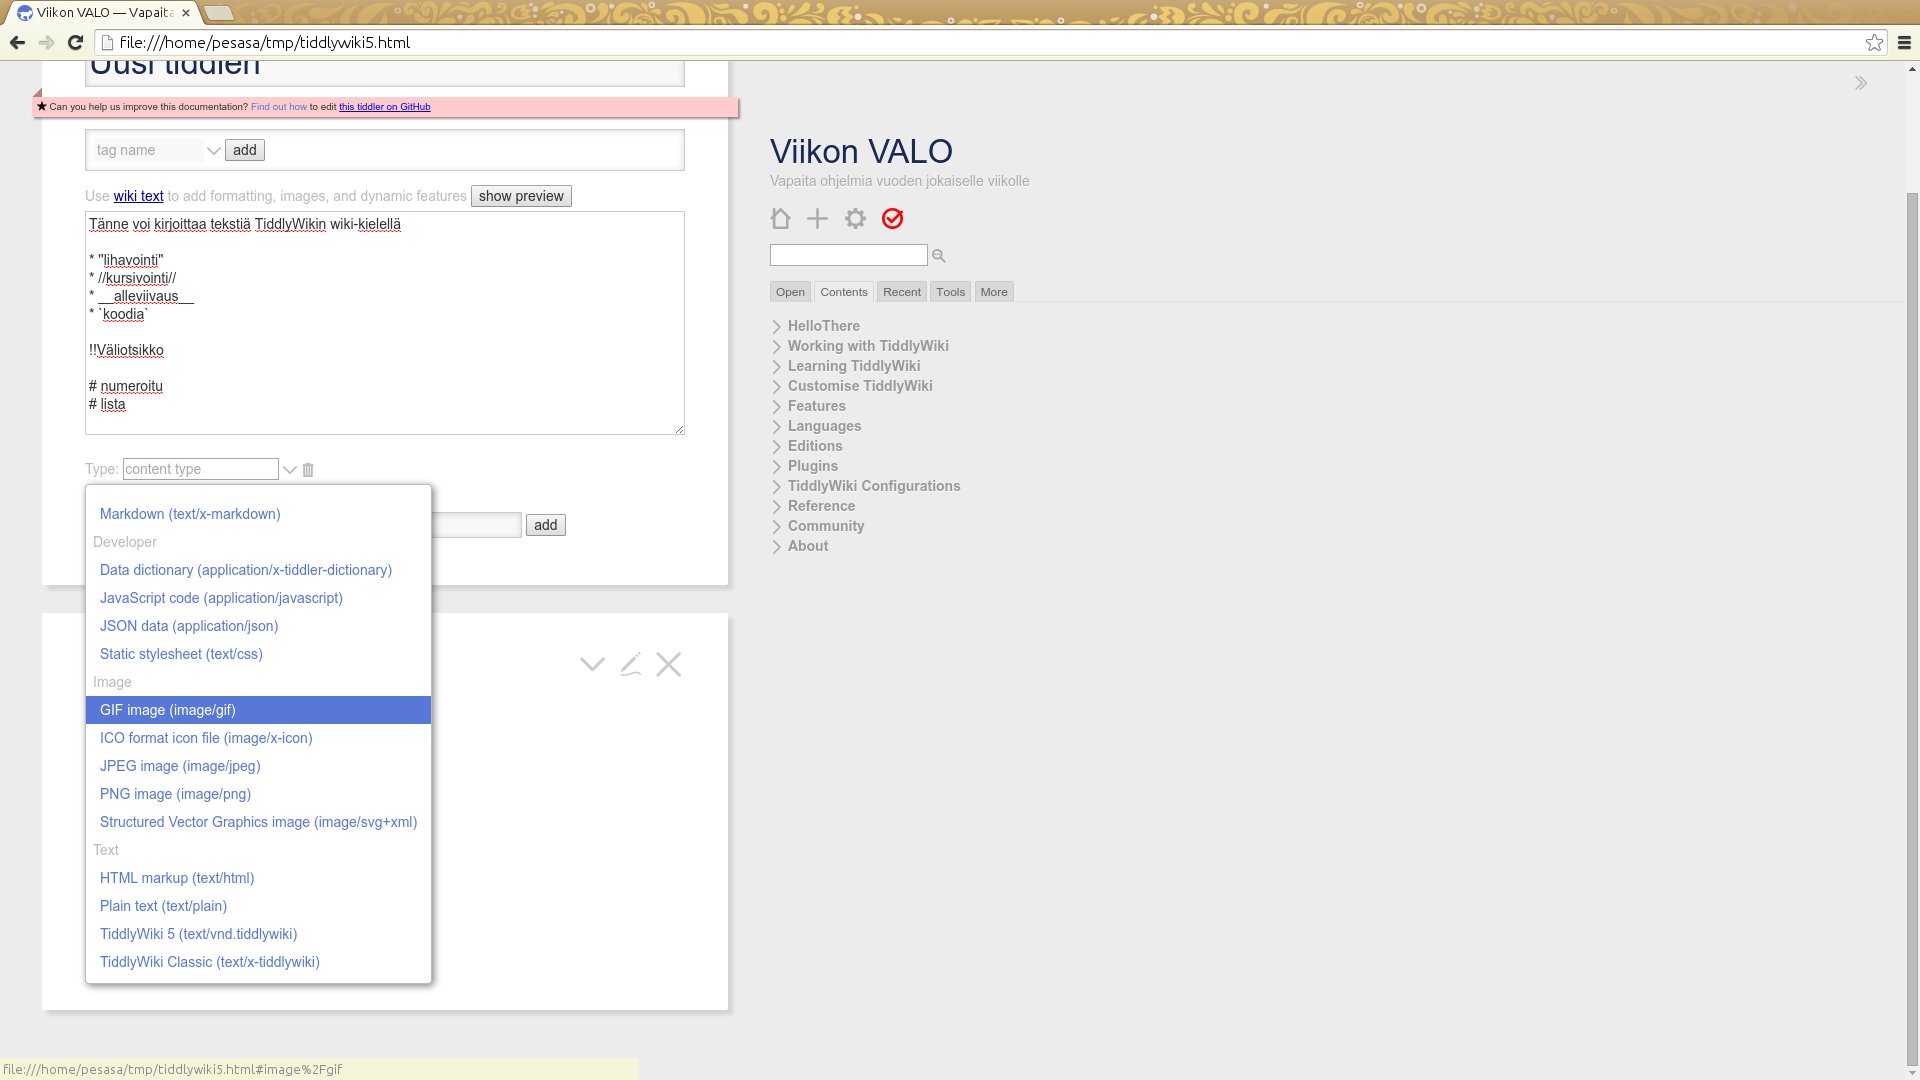 Viikon VALO — Vapaita
file:///home/pesasa/tmp/tiddlywiki5.html
Uusi tiddleri
★ Can you help us improve this documentation? Find out how to edit this tiddler on GitHub
tag name add
Use wiki text to add formatting, images, and dynamic features show preview
Tänne voi kirjoittaa tekstiä TiddlyWikin wiki-kielellä
* "lihavointi"
* //kursivointi//
* __alleviivaus__
* `koodia`
!!Väliotsikko
# numeroitu
# lista
Type: content type
Markdown (text/x-markdown)
Developer
Data dictionary (application/x-tiddler-dictionary)
JavaScript code (application/javascript)
JSON data (application/json)
Static stylesheet (text/css)
Image
GIF image (image/gif)
ICO format icon file (image/x-icon)
JPEG image (image/jpeg)
PNG image (image/png)
Structured Vector Graphics image (image/svg+xml)
Text
HTML markup (text/html)
Plain text (text/plain)
TiddlyWiki 5 (text/vnd.tiddlywiki)
TiddlyWiki Classic (text/x-tiddlywiki)
add
Viikon VALO
Vapaita ohjelmia vuoden jokaiselle viikolle
Open Contents Recent Tools More
HelloThere
Working with TiddlyWiki
Learning TiddlyWiki
Customise TiddlyWiki
Features
Languages
Editions
Plugins
TiddlyWiki Configurations
Reference
Community
About
file:///home/pesasa/tmp/tiddlywiki5.html#image%2Fgif